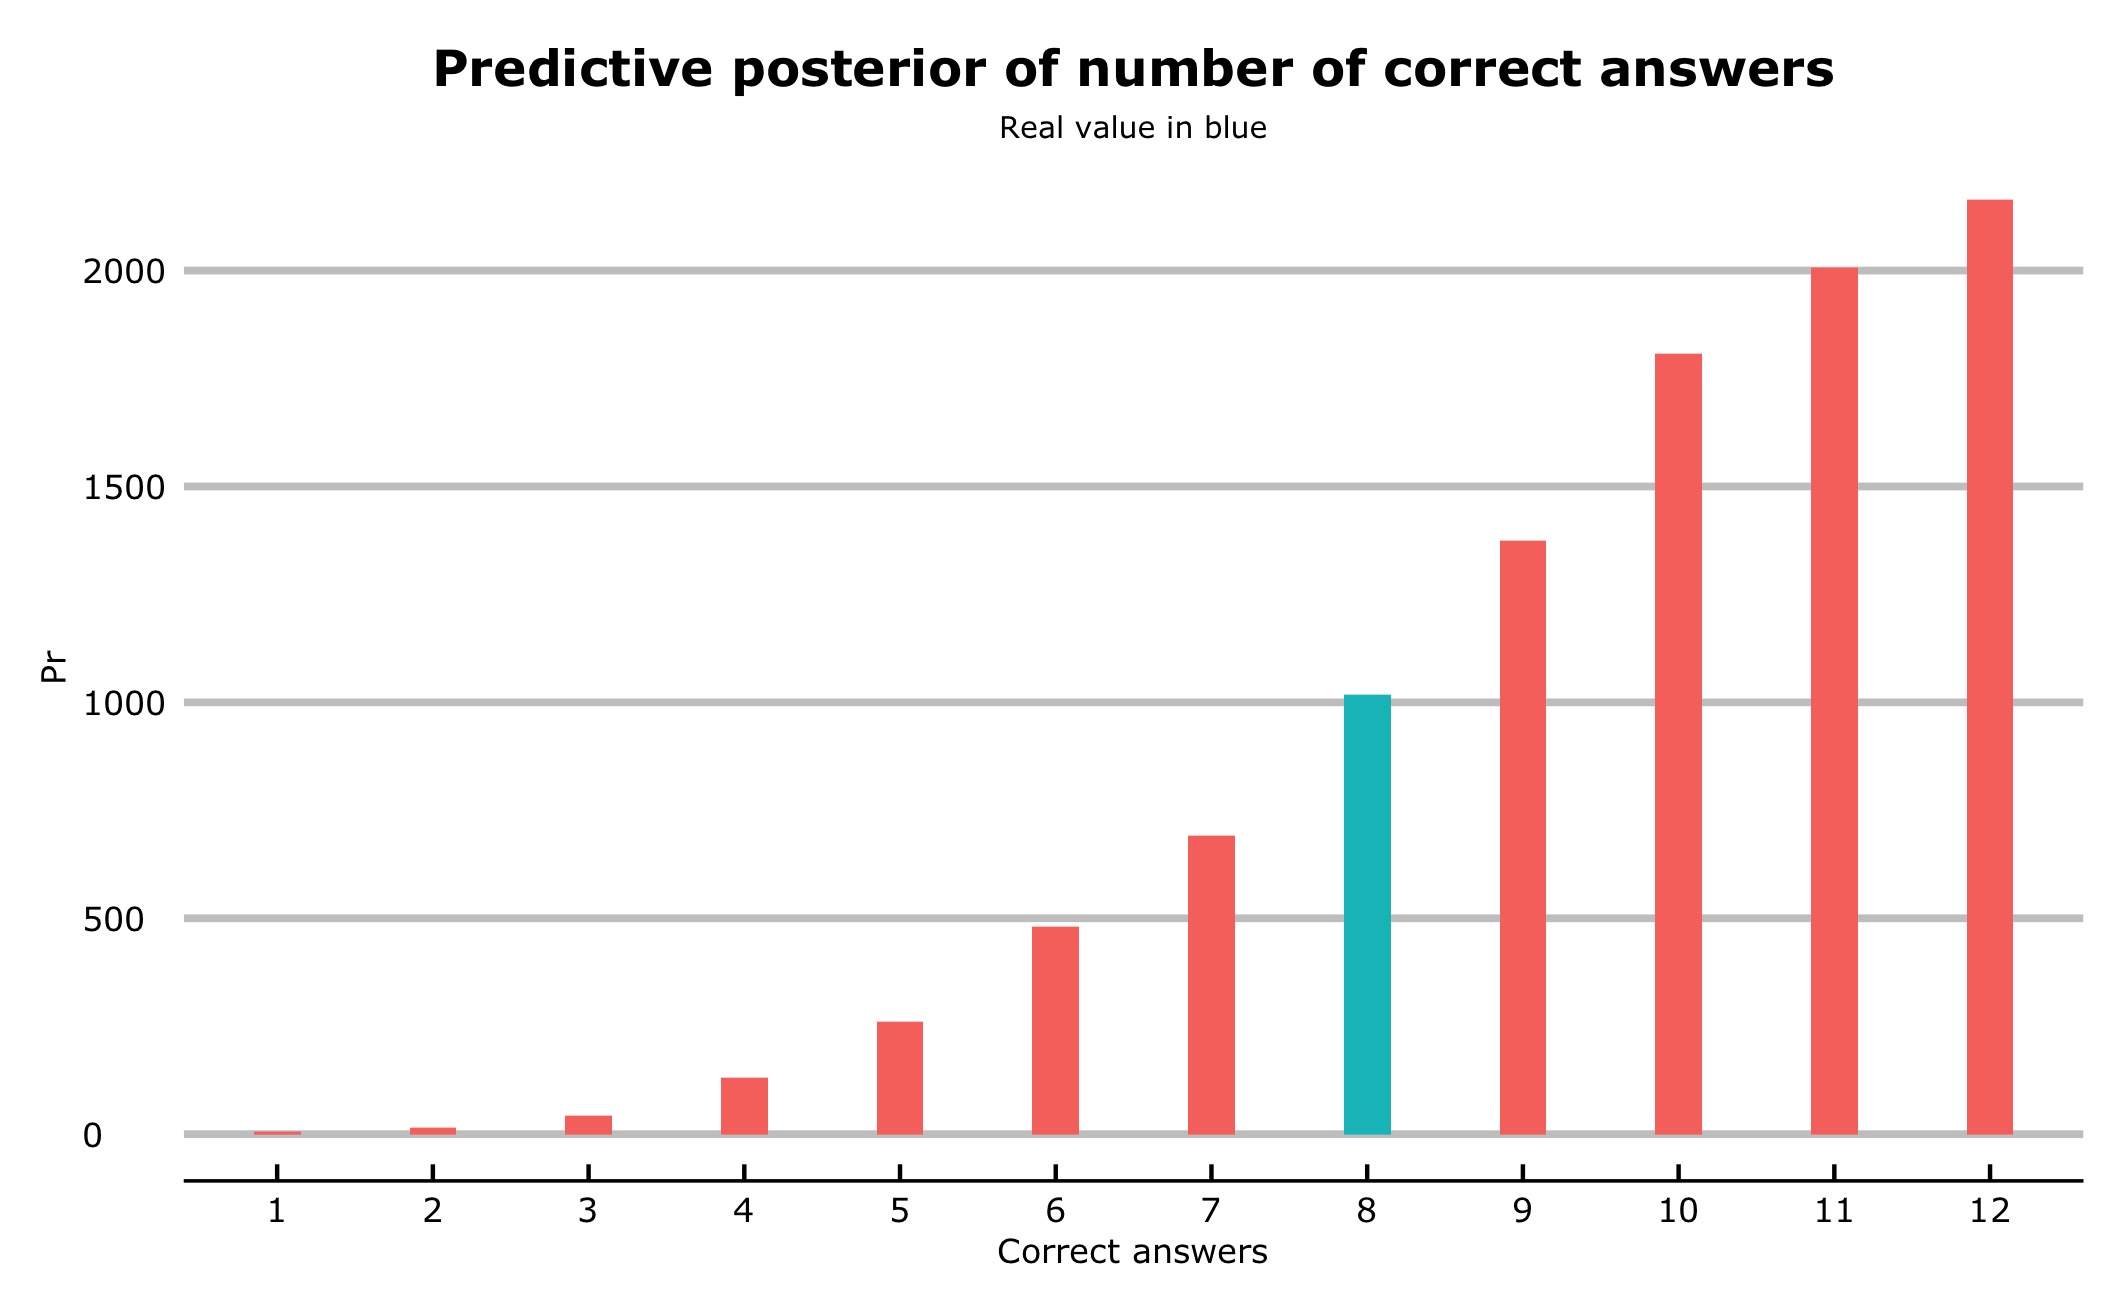 Predictive posterior of number of correct answers
Real value in blue
2000
1500
1000
500
0
Pr
1 2 3 4 5 6 7 8 9 10 11 12
Correct answers